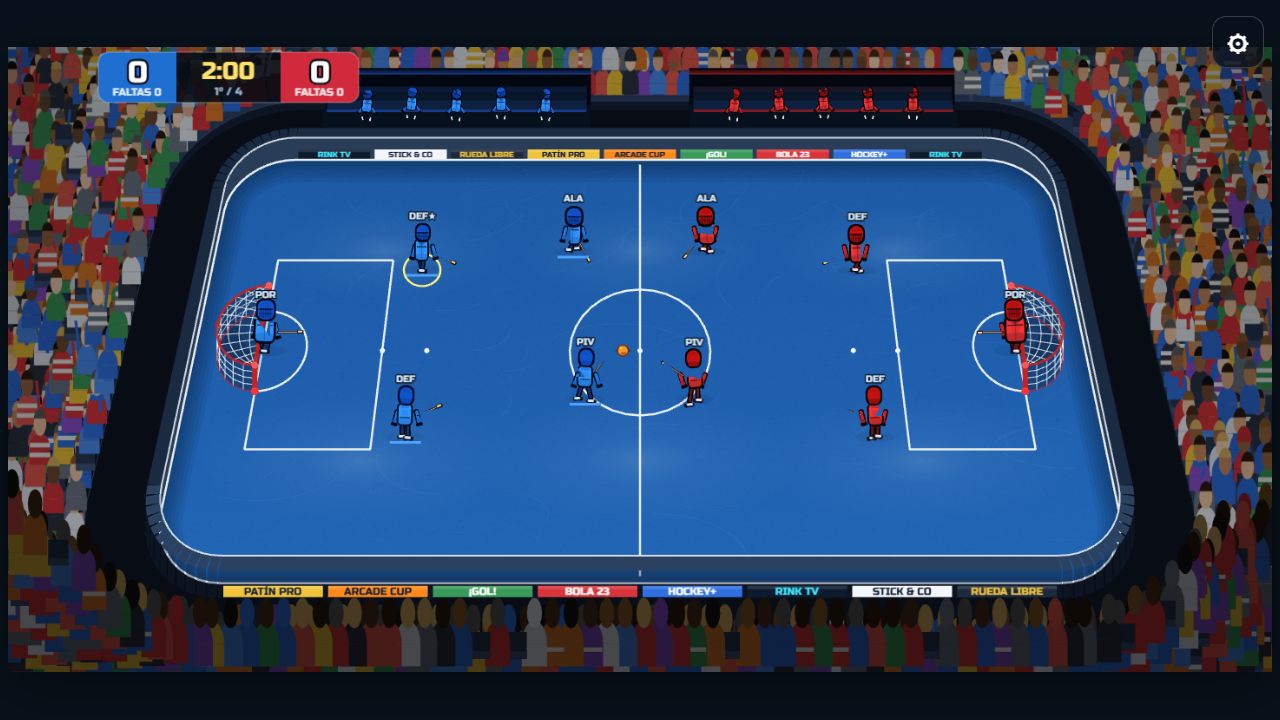 0
FALTAS 0
2:00
1º / 4
0
FALTAS 0
RINK TV
STICK & CO
RUEDA LIBRE
PATÍN PRO
ARCADE CUP
¡GOL!
BOLA 23
HOCKEY+
RINK TV
ALA
ALA
DEF★
DEF
POR
POR
PIV
PIV
DEF
DEF
PATÍN PRO
ARCADE CUP
¡GOL!
BOLA 23
HOCKEY+
RINK TV
STICK & CO
RUEDA LIBRE